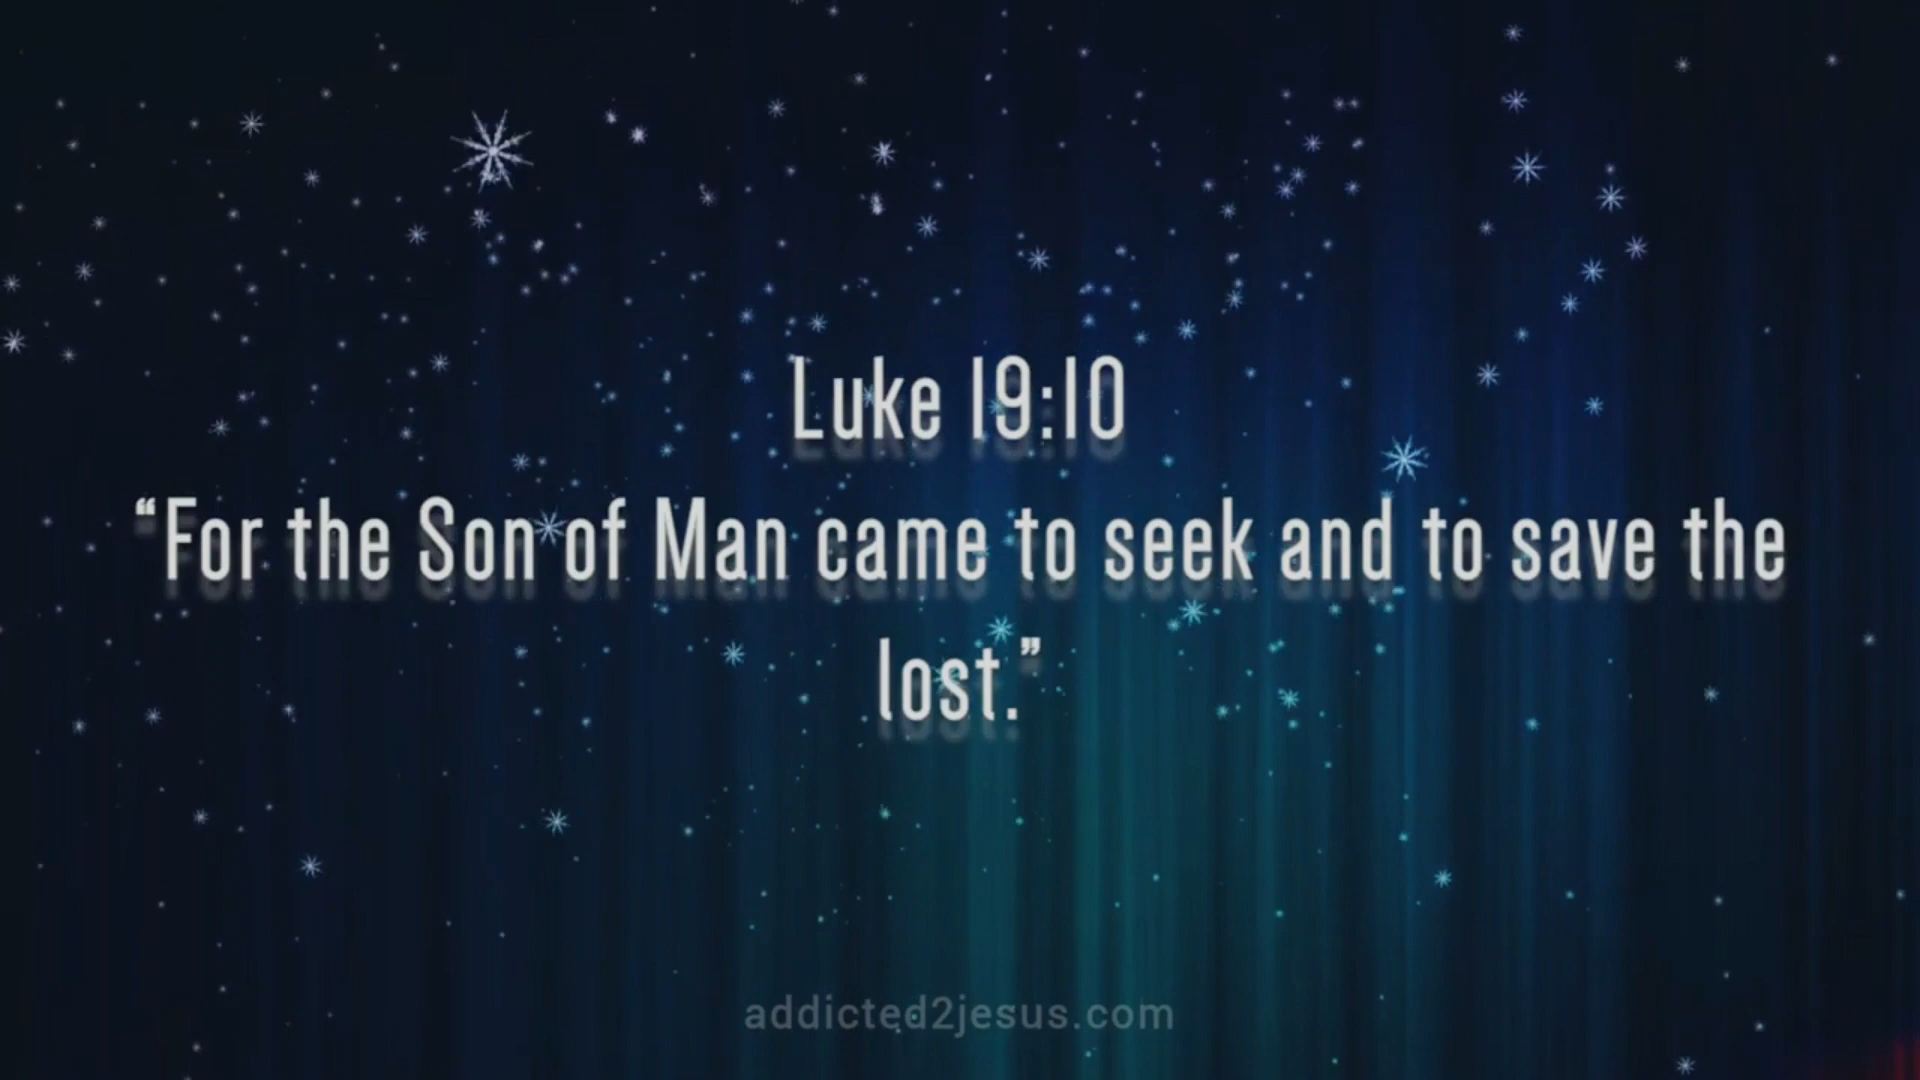 Luke 19:10
“For the Son of Man came to seek and to save the
lost.”
addicted2jesus.com